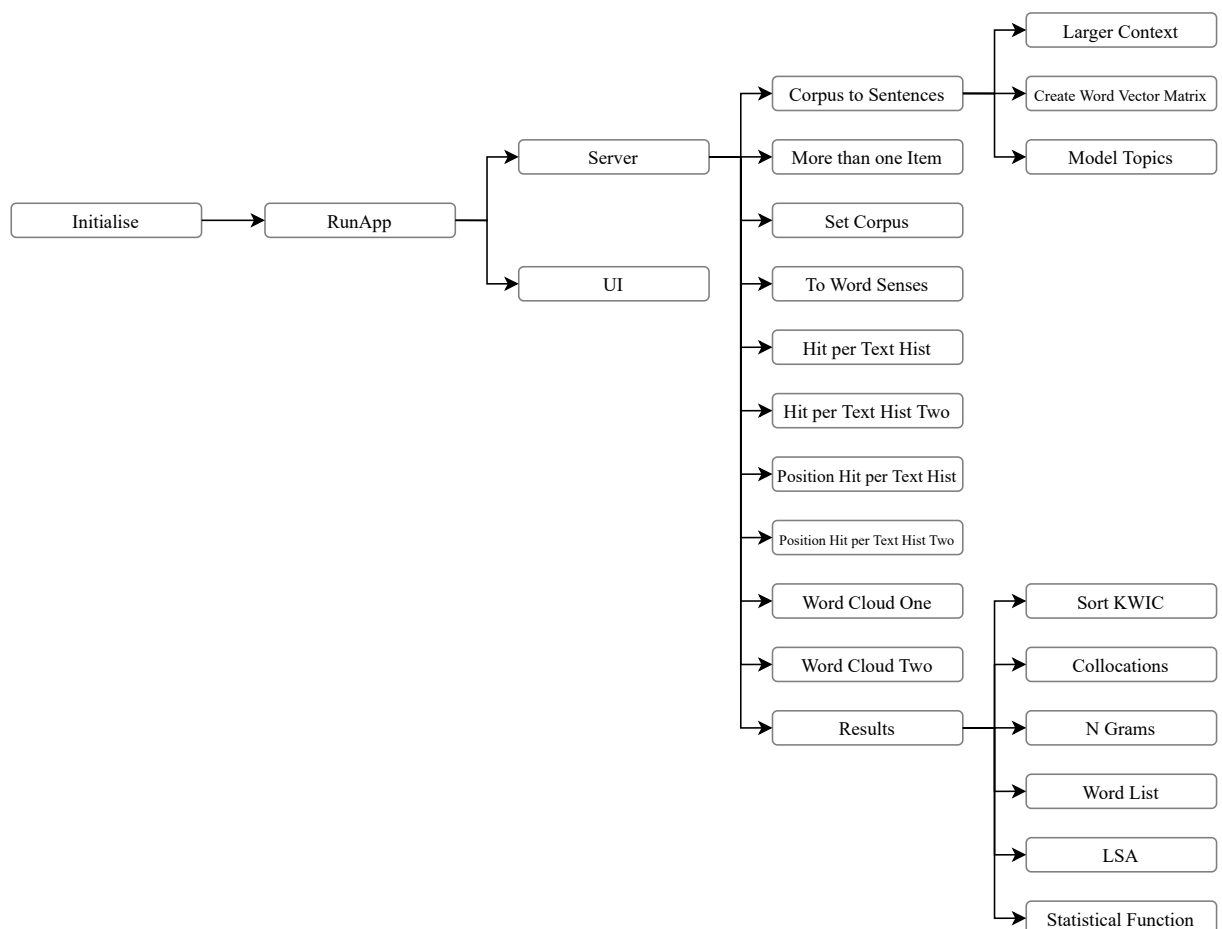 Larger Context
Corpus to Sentences
Create Word Vector Matrix
Server
More than one Item
Model Topics
Initialise
RunApp
Set Corpus
UI
To Word Senses
Hit per Text Hist
Hit per Text Hist Two
Position Hit per Text Hist
Position Hit per Text Hist Two
Word Cloud One
Sort KWIC
Word Cloud Two
Collocations
Results
N Grams
Word List
LSA
Statistical Function